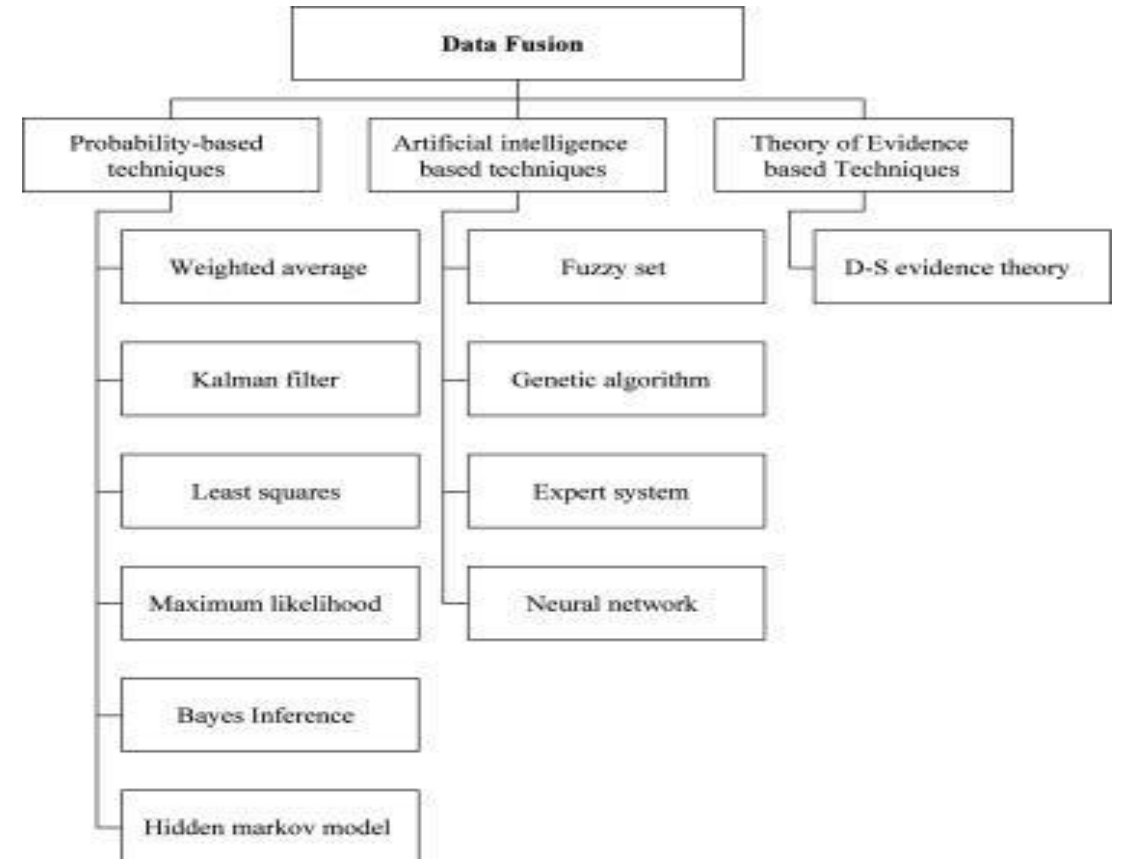 Data Fusion
Probability-based
techniques
Artificial intelligence
based techniques
Theory of Evidence
based Techniques
Weighted average
Kalman filter
Least squares
Maximum likelihood
Bayes Inference
Hidden markov model
Fuzzy set
Genetic algorithm
Expert system
Neural network
D-S evidence theory